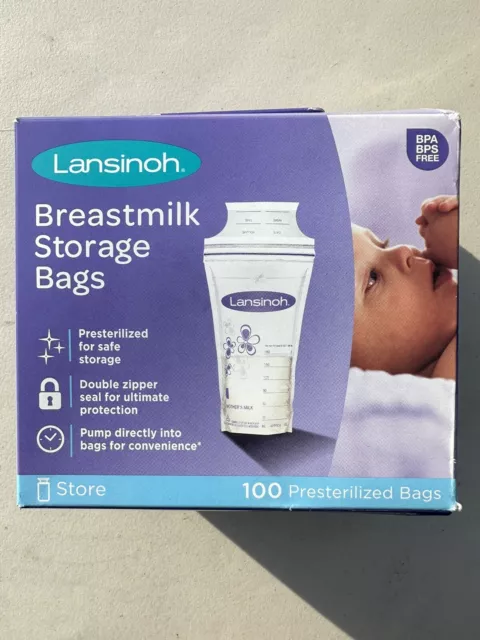 Lansinoh®
BPA
BPS
FREE
Breastmilk
Storage
Bags
Lansinoh®
Presterilized
for safe
storage
Double zipper
seal for ultimate
protection
Pump directly into
bags for convenience*
Store
100 Presterilized Bags